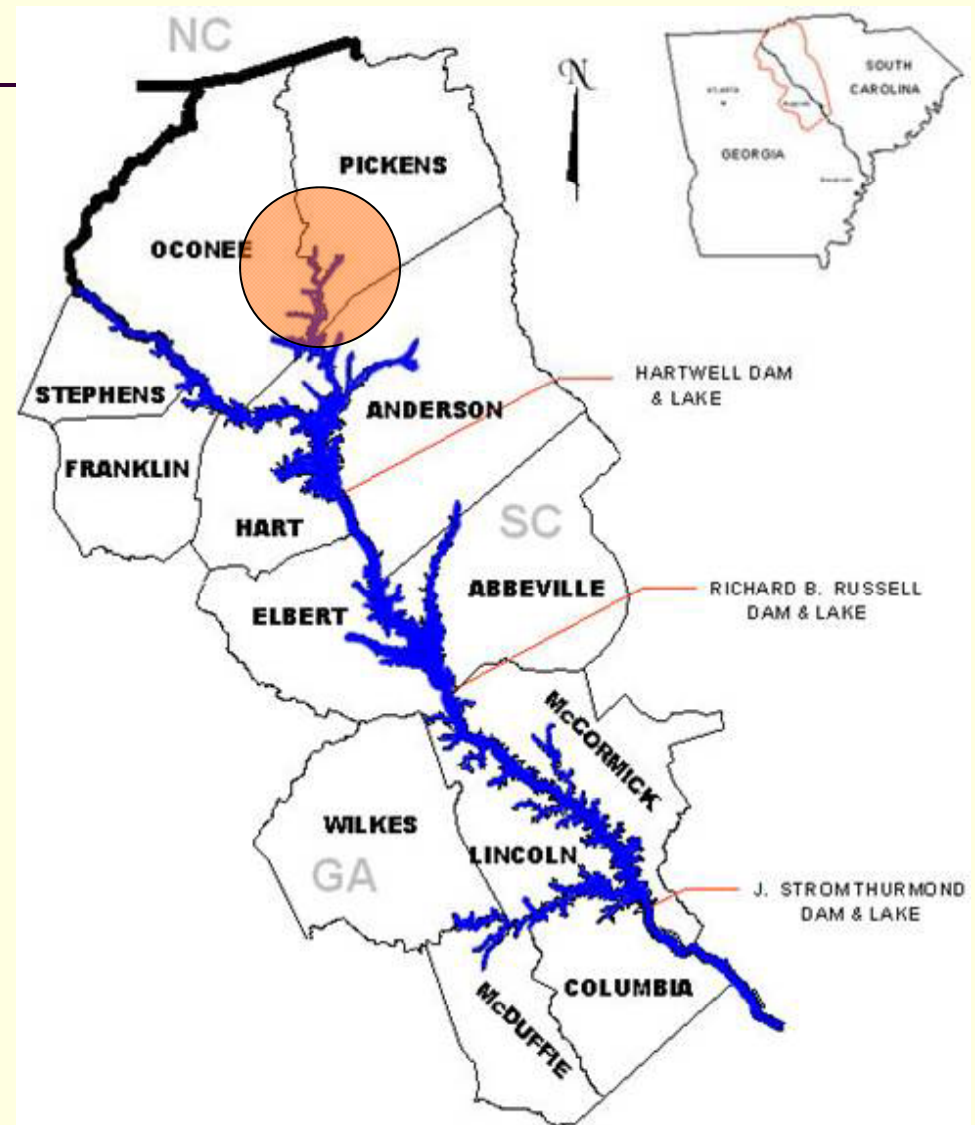 NC
N
SOUTH
CAROLINA
ATLANTA
GEORGIA
PICKENS
OCONEE
STEPHENS
ANDERSON
HARTWELL DAM
& LAKE
FRANKLIN
HART
SC
ABBEVILLE
ELBERT
RICHARD B. RUSSELL
DAM & LAKE
McCORMICK
WILKES
GA
LINCOLN
J. STROMTHURMOND
DAM & LAKE
COLUMBIA
McDUFFIE